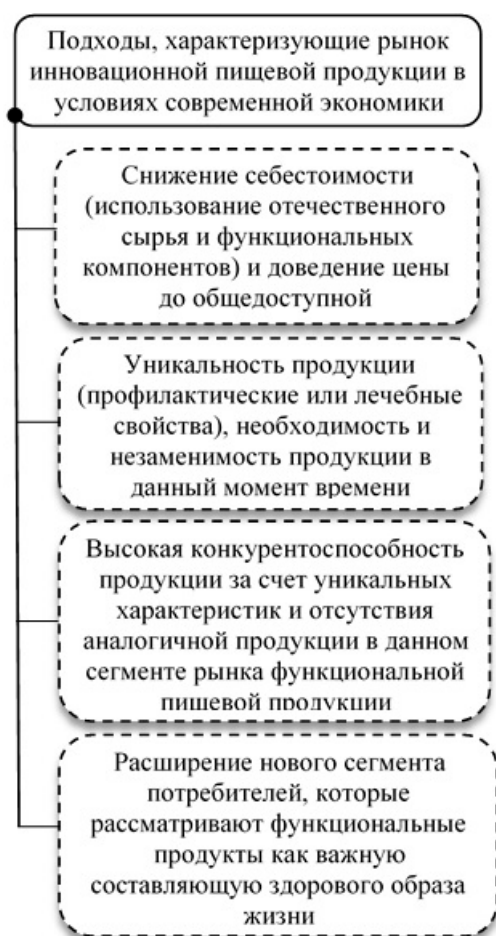 Подходы, характеризующие рынок
инновационной пищевой продукции в
условиях современной экономики
Снижение себестоимости
(использование отечественного
сырья и функциональных
компонентов) и доведение цены
до общедоступной
Уникальность продукции
(профилактические или лечебные
свойства), необходимость и
незаменимость продукции в
данный момент времени
Высокая конкурентоспособность
продукции за счет уникальных
характеристик и отсутствия
аналогичной продукции в данном
сегменте рынка функциональной
пищевой продукции
Расширение нового сегмента
потребителей, которые
рассматривают функциональные
продукты как важную
составляющую здорового образа
жизни